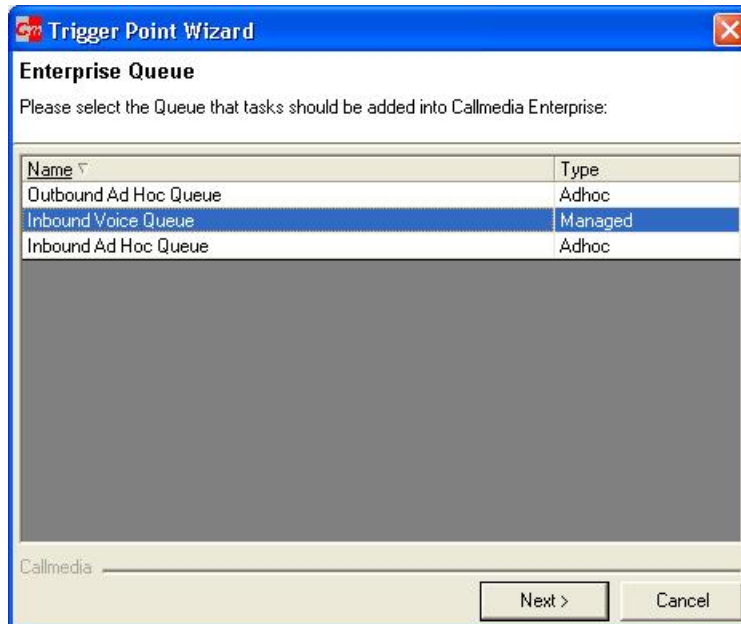 Cm Trigger Point Wizard
Enterprise Queue
Please select the Queue that tasks should be added into Callmedia Enterprise:
Name Type
Outbound Ad Hoc Queue Adhoc
Inbound Voice Queue Managed
Inbound Ad Hoc Queue Adhoc
Callmedia
Next > Cancel